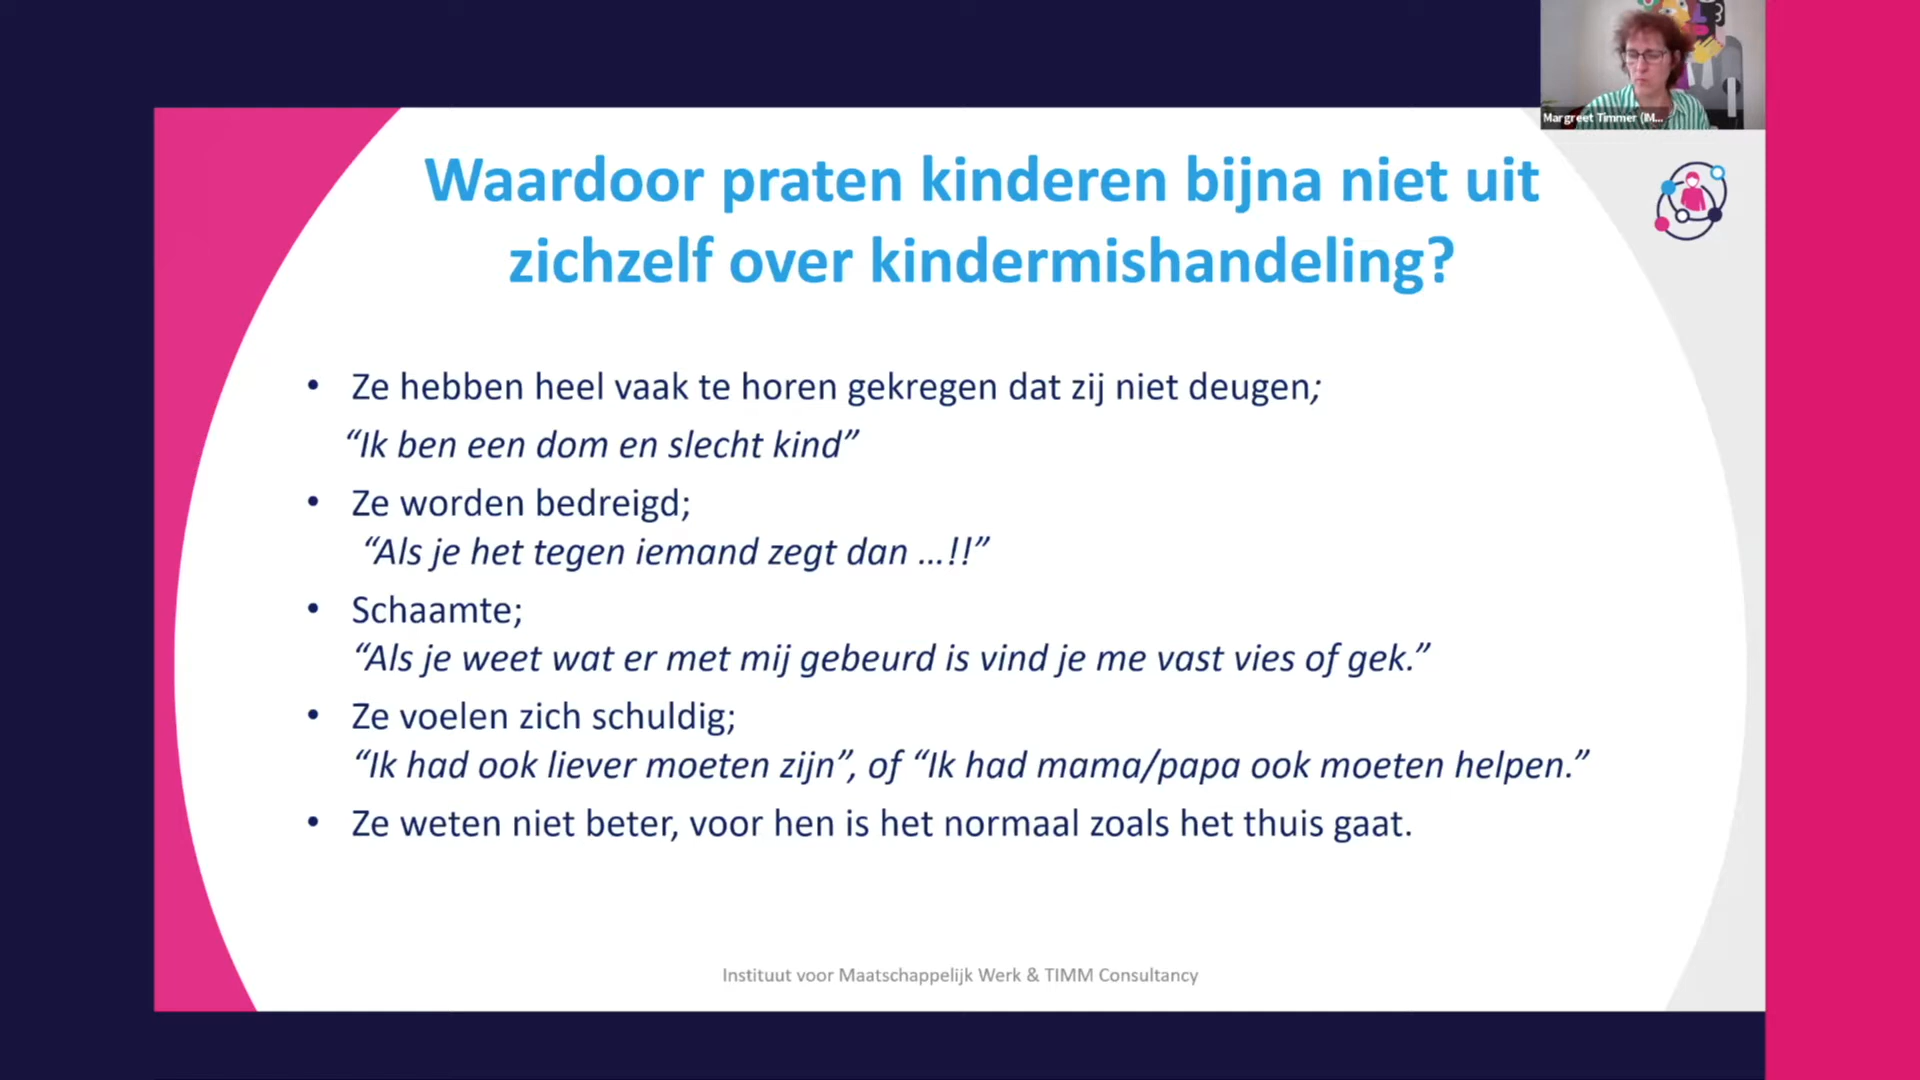 Margreet Timmer (IM...
Waardoor praten kinderen bijna niet uit
zichzelf over kindermishandeling?
• Ze hebben heel vaak te horen gekregen dat zij niet deugen;
“Ik ben een dom en slecht kind”
• Ze worden bedreigd;
“Als je het tegen iemand zegt dan ...!!”
• Schaamte;
“Als je weet wat er met mij gebeurd is vind je me vast vies of gek.”
• Ze voelen zich schuldig;
“Ik had ook liever moeten zijn”, of “Ik had mama/papa ook moeten helpen.”
• Ze weten niet beter, voor hen is het normaal zoals het thuis gaat.
Instituut voor Maatschappelijk Werk & TIMM Consultancy